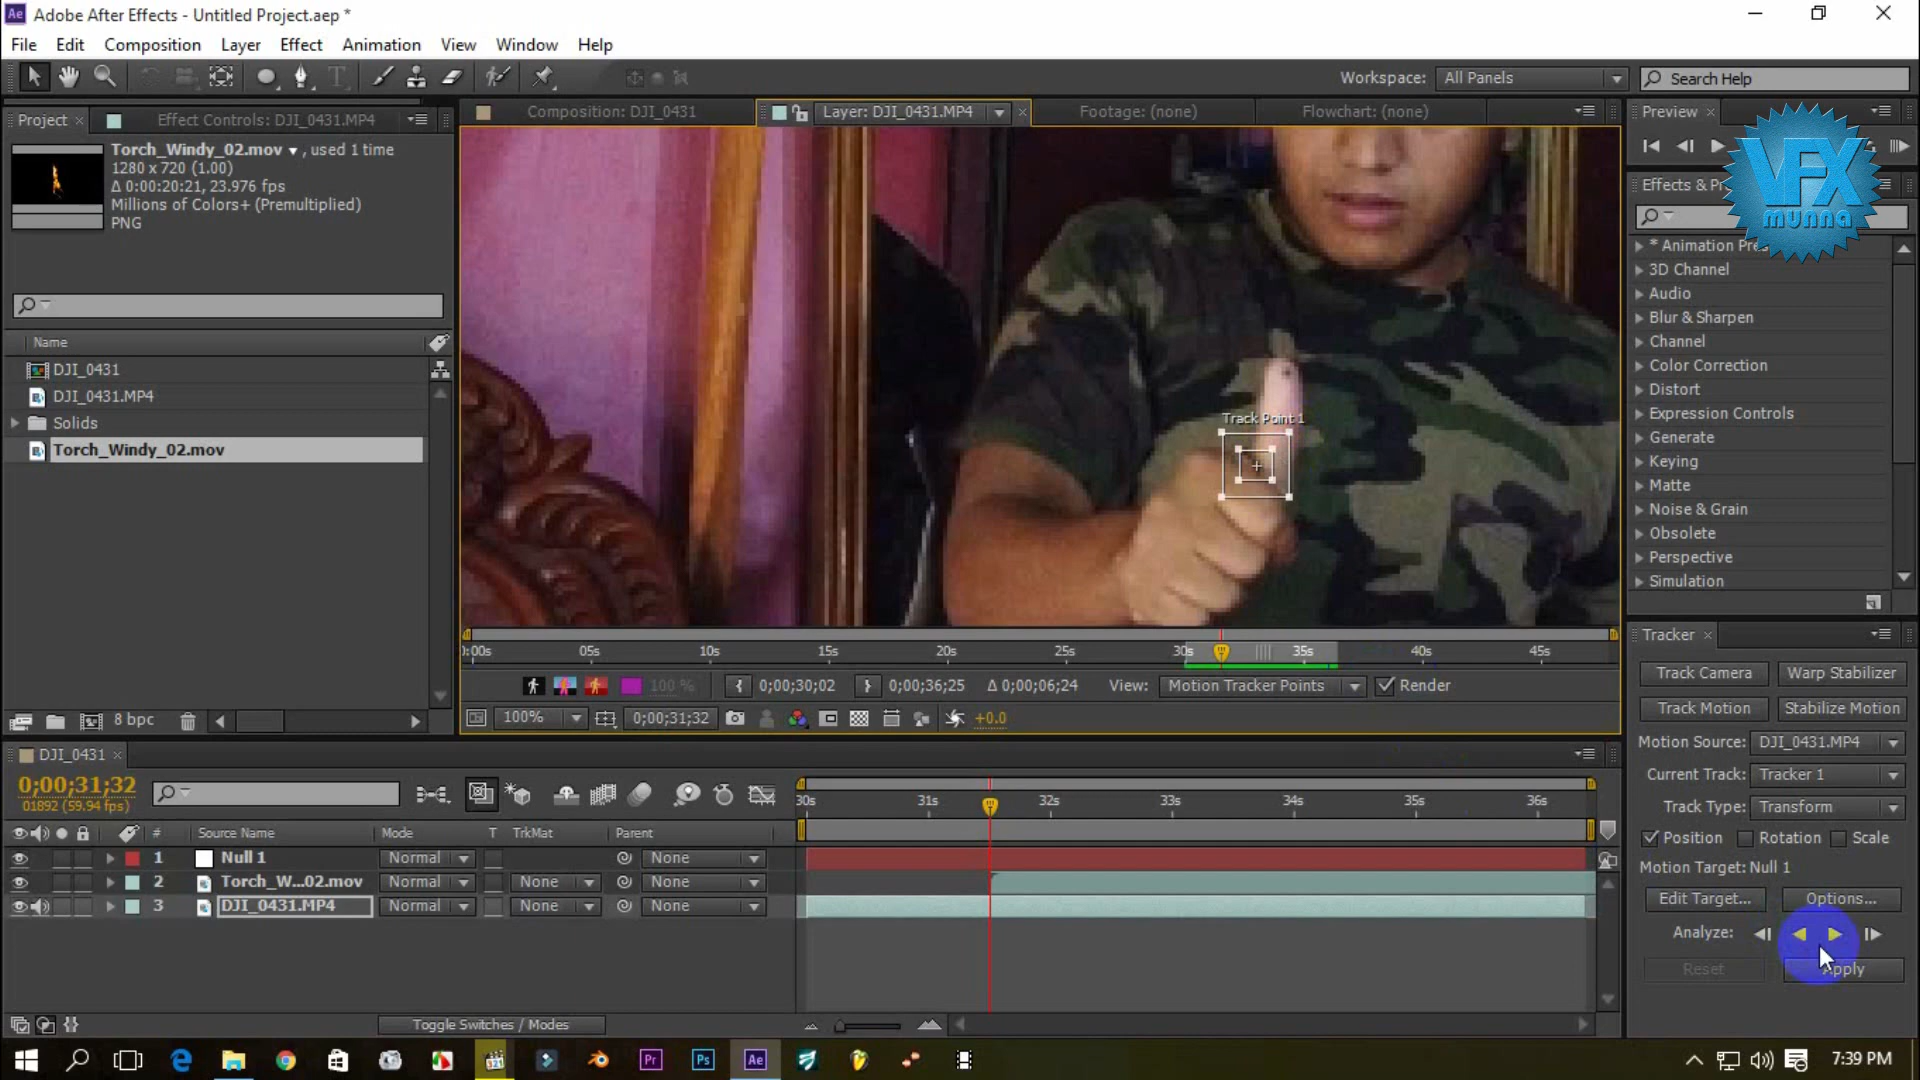 Adobe After Effects - Untitled Project.aep *
File Edit Composition Layer Effect Animation View Window Help
Workspace: All Panels
Search Help
Project
Effect Controls: DJI_0431.MP4
Composition: DJI_0431
Layer: DJI_0431.MP4
Footage: (none)
Flowchart: (none)
Preview
Torch_Windy_02.mov , used 1 time
1280 x 720 (1.00)
Δ 0:00:20:21, 23.976 fps
Millions of Colors+ (Premultiplied)
PNG
VFX
munna
Effects & Pr
* Animation Pre
3D Channel
Audio
Blur & Sharpen
Channel
Color Correction
Distort
Expression Controls
Generate
Keying
Matte
Noise & Grain
Obsolete
Perspective
Simulation
Name
DJI_0431
DJI_0431.MP4
Solids
Torch_Windy_02.mov
Track Point 1
8 bpc
0:00s 05s 10s 15s 20s 25s 30s 35s 40s 45s
100 % 0;00;30;02 0;00;36;25 Δ 0;00;06;24 View: Motion Tracker Points Render
100% 0;00;31;32 +0.0
Tracker
Track Camera Warp Stabilizer
Track Motion Stabilize Motion
Motion Source: DJI_0431.MP4
Current Track: Tracker 1
Track Type: Transform
Position Rotation Scale
Motion Target: Null 1
Edit Target... Options...
Analyze:
Reset Apply
DJI_0431
0;00;31;32
01892 (59.94 fps)
30s 31s 32s 33s 34s 35s 36s
# Source Name Mode T TrkMat Parent
1 Null 1 Normal None
2 Torch_W...02.mov Normal None None
3 DJI_0431.MP4 Normal None None
Toggle Switches / Modes
321
Pr Ps Ae
7:39 PM